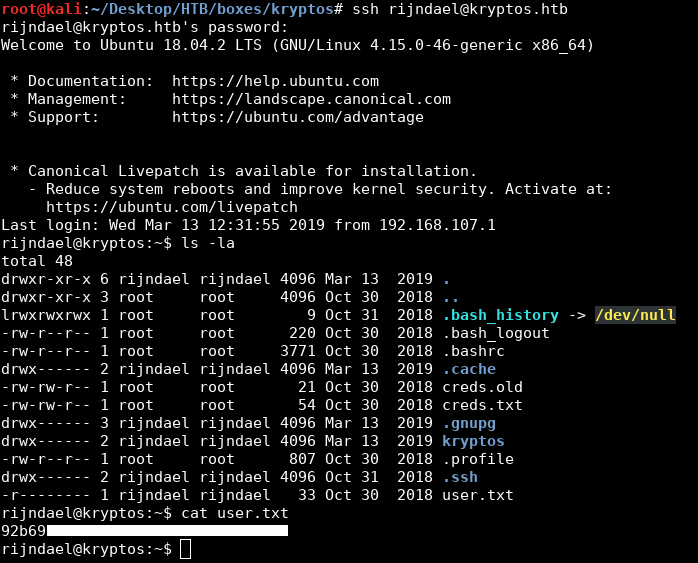 root@kali:~/Desktop/HTB/boxes/kryptos# ssh rijndael@kryptos.htb
rijndael@kryptos.htb's password:
Welcome to Ubuntu 18.04.2 LTS (GNU/Linux 4.15.0-46-generic x86_64)

 * Documentation:  https://help.ubuntu.com
 * Management:     https://landscape.canonical.com
 * Support:        https://ubuntu.com/advantage


 * Canonical Livepatch is available for installation.
   - Reduce system reboots and improve kernel security. Activate at:
     https://ubuntu.com/livepatch
Last login: Wed Mar 13 12:31:55 2019 from 192.168.107.1
rijndael@kryptos:~$ ls -la
total 48
drwxr-xr-x 6 rijndael rijndael 4096 Mar 13  2019 .
drwxr-xr-x 3 root     root     4096 Oct 30  2018 ..
lrwxrwxrwx 1 root     root        9 Oct 31  2018 .bash_history -> /dev/null
-rw-r--r-- 1 root     root      220 Oct 30  2018 .bash_logout
-rw-r--r-- 1 root     root     3771 Oct 30  2018 .bashrc
drwx------ 2 rijndael rijndael 4096 Mar 13  2019 .cache
-rw-rw-r-- 1 root     root       21 Oct 30  2018 creds.old
-rw-rw-r-- 1 root     root       54 Oct 30  2018 creds.txt
drwx------ 3 rijndael rijndael 4096 Mar 13  2019 .gnupg
drwx------ 2 rijndael rijndael 4096 Mar 13  2019 kryptos
-rw-r--r-- 1 root     root      807 Oct 30  2018 .profile
drwx------ 2 rijndael rijndael 4096 Oct 31  2018 .ssh
-r-------- 1 rijndael rijndael   33 Oct 30  2018 user.txt
rijndael@kryptos:~$ cat user.txt
92b69
rijndael@kryptos:~$